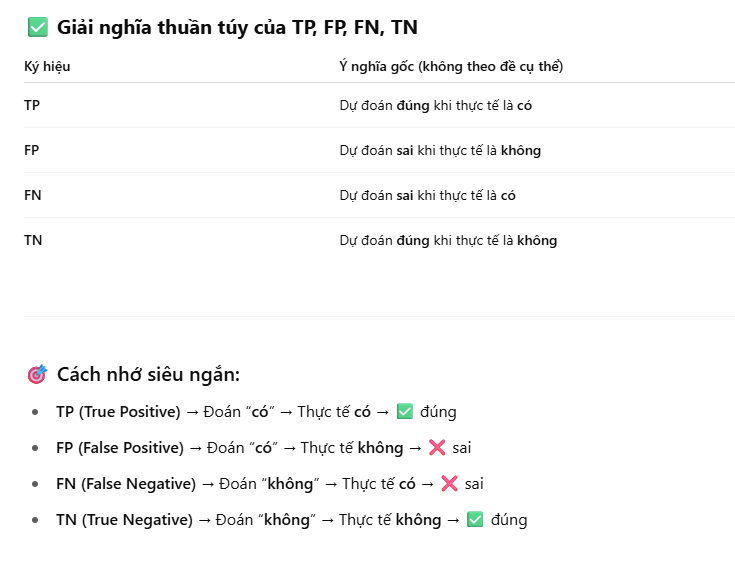 ✅ Giải nghĩa thuần túy của TP, FP, FN, TN
Ký hiệu Ý nghĩa gốc (không theo đề cụ thể)
TP Dự đoán đúng khi thực tế là có
FP Dự đoán sai khi thực tế là không
FN Dự đoán sai khi thực tế là có
TN Dự đoán đúng khi thực tế là không
🎯 Cách nhớ siêu ngắn:
• TP (True Positive) → Đoán “có” → Thực tế có → ✅ đúng
• FP (False Positive) → Đoán “có” → Thực tế không → ❌ sai
• FN (False Negative) → Đoán “không” → Thực tế có → ❌ sai
• TN (True Negative) → Đoán “không” → Thực tế không → ✅ đúng